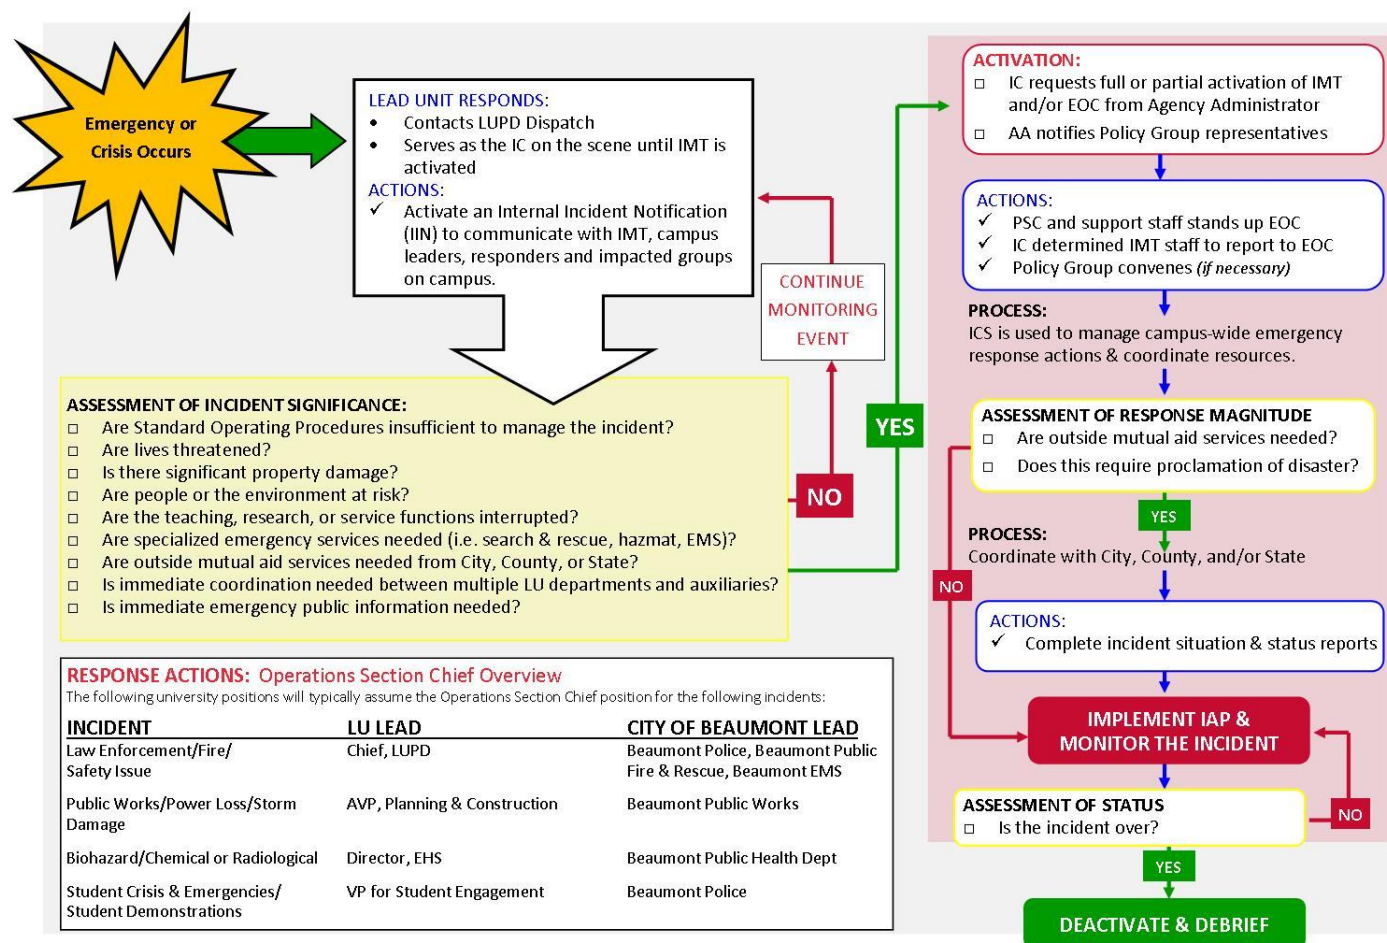 Emergency or
Crisis Occurs
LEAD UNIT RESPONDS:
• Contacts LUPD Dispatch
• Serves as the IC on the scene until IMT is
activated
ACTIONS:
✓ Activate an Internal Incident Notification
(IIN) to communicate with IMT, campus
leaders, responders and impacted groups
on campus.
CONTINUE
MONITORING
EVENT
ASSESSMENT OF INCIDENT SIGNIFICANCE:
□ Are Standard Operating Procedures insufficient to manage the incident?
□ Are lives threatened?
□ Is there significant property damage?
□ Are people or the environment at risk?
□ Are the teaching, research, or service functions interrupted?
□ Are specialized emergency services needed (i.e. search & rescue, hazmat, EMS)?
□ Are outside mutual aid services needed from City, County, or State?
□ Is immediate coordination needed between multiple LU departments and auxiliaries?
□ Is immediate emergency public information needed?
NO
YES
RESPONSE ACTIONS: Operations Section Chief Overview
The following university positions will typically assume the Operations Section Chief position for the following incidents:
INCIDENT LU LEAD CITY OF BEAUMONT LEAD
Law Enforcement/Fire/ Chief, LUPD Beaumont Police, Beaumont Public
Safety Issue Fire & Rescue, Beaumont EMS
Public Works/Power Loss/Storm AVP, Planning & Construction Beaumont Public Works
Damage
Biohazard/Chemical or Radiological Director, EHS Beaumont Public Health Dept
Student Crisis & Emergencies/ VP for Student Engagement Beaumont Police
Student Demonstrations
ACTIVATION:
□ IC requests full or partial activation of IMT
and/or EOC from Agency Administrator
□ AA notifies Policy Group representatives
ACTIONS:
✓ PSC and support staff stands up EOC
✓ IC determined IMT staff to report to EOC
✓ Policy Group convenes (if necessary)
PROCESS:
ICS is used to manage campus-wide emergency
response actions & coordinate resources.
ASSESSMENT OF RESPONSE MAGNITUDE
□ Are outside mutual aid services needed?
□ Does this require proclamation of disaster?
YES
PROCESS:
Coordinate with City, County, and/or State
NO
ACTIONS:
✓ Complete incident situation & status reports
IMPLEMENT IAP &
MONITOR THE INCIDENT
ASSESSMENT OF STATUS
□ Is the incident over?
NO
YES
DEACTIVATE & DEBRIEF